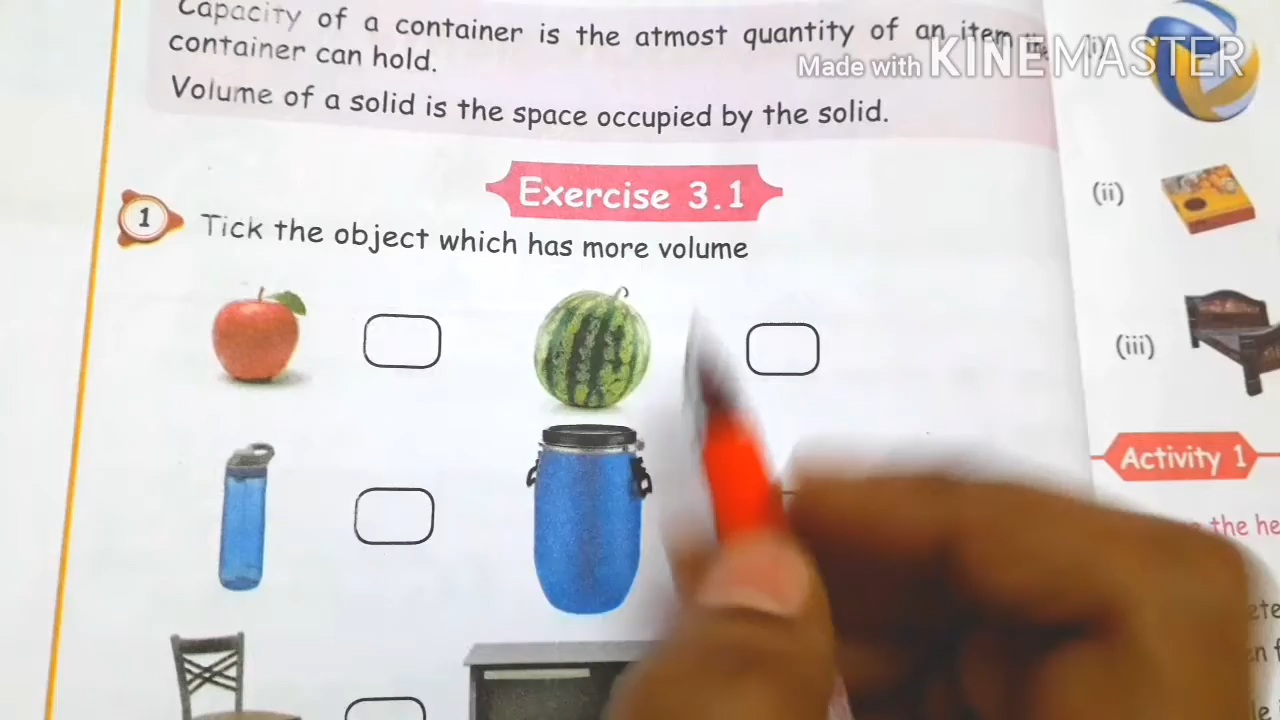 Capacity of a container is the atmost quantity of an item
container can hold.
Volume of a solid is the space occupied by the solid.
Made with KINEMASTER
Exercise 3.1
1 Tick the object which has more volume
(ii)
(iii)
Activity 1
the